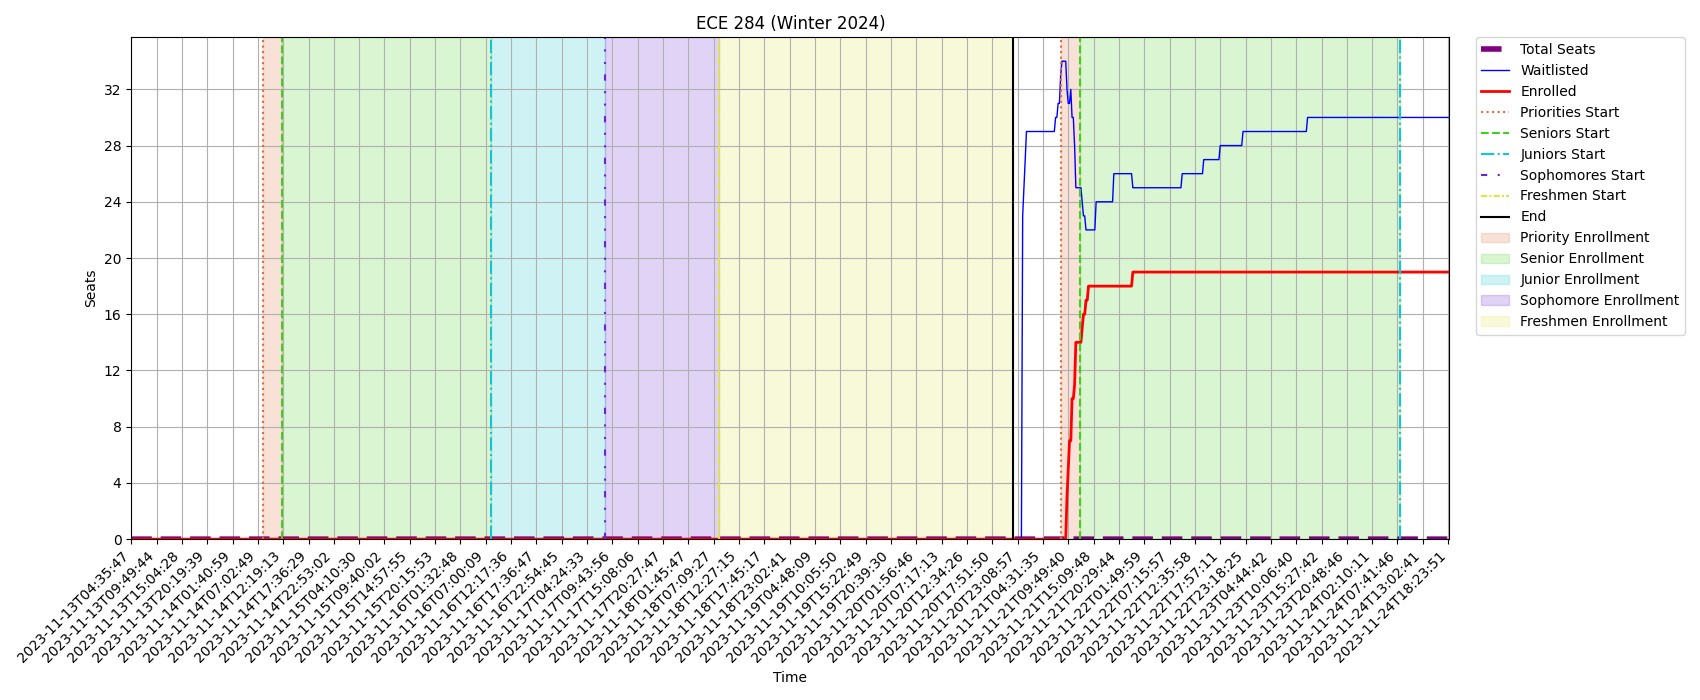 ECE 284 (Winter 2024)
Seats
32
28
24
20
16
12
8
4
0
2023-11-13T04:35:47
2023-11-13T09:49:44
2023-11-13T15:04:28
2023-11-13T20:19:39
2023-11-14T01:40:59
2023-11-14T07:02:49
2023-11-14T12:19:13
2023-11-14T17:36:29
2023-11-14T22:53:02
2023-11-15T04:10:30
2023-11-15T09:40:02
2023-11-15T14:57:55
2023-11-15T20:15:53
2023-11-16T01:32:48
2023-11-16T07:00:09
2023-11-16T12:17:36
2023-11-16T17:36:47
2023-11-16T22:54:45
2023-11-17T04:24:33
2023-11-17T09:43:56
2023-11-17T15:08:06
2023-11-17T20:27:47
2023-11-18T01:45:47
2023-11-18T07:09:27
2023-11-18T12:27:15
2023-11-18T17:45:17
2023-11-18T23:02:41
2023-11-19T04:48:09
2023-11-19T10:05:50
2023-11-19T15:22:49
2023-11-19T20:39:30
2023-11-20T01:56:46
2023-11-20T07:17:13
2023-11-20T12:34:26
2023-11-20T17:51:50
2023-11-20T23:08:57
2023-11-21T04:31:35
2023-11-21T09:49:40
2023-11-21T15:09:48
2023-11-21T20:29:44
2023-11-22T01:49:59
2023-11-22T07:15:57
2023-11-22T12:35:58
2023-11-22T17:57:11
2023-11-22T23:18:25
2023-11-23T04:44:42
2023-11-23T10:06:40
2023-11-23T15:27:42
2023-11-23T20:48:46
2023-11-24T02:10:11
2023-11-24T07:41:46
2023-11-24T13:02:41
2023-11-24T18:23:51
Time
Total Seats
Waitlisted
Enrolled
Priorities Start
Seniors Start
Juniors Start
Sophomores Start
Freshmen Start
End
Priority Enrollment
Senior Enrollment
Junior Enrollment
Sophomore Enrollment
Freshmen Enrollment